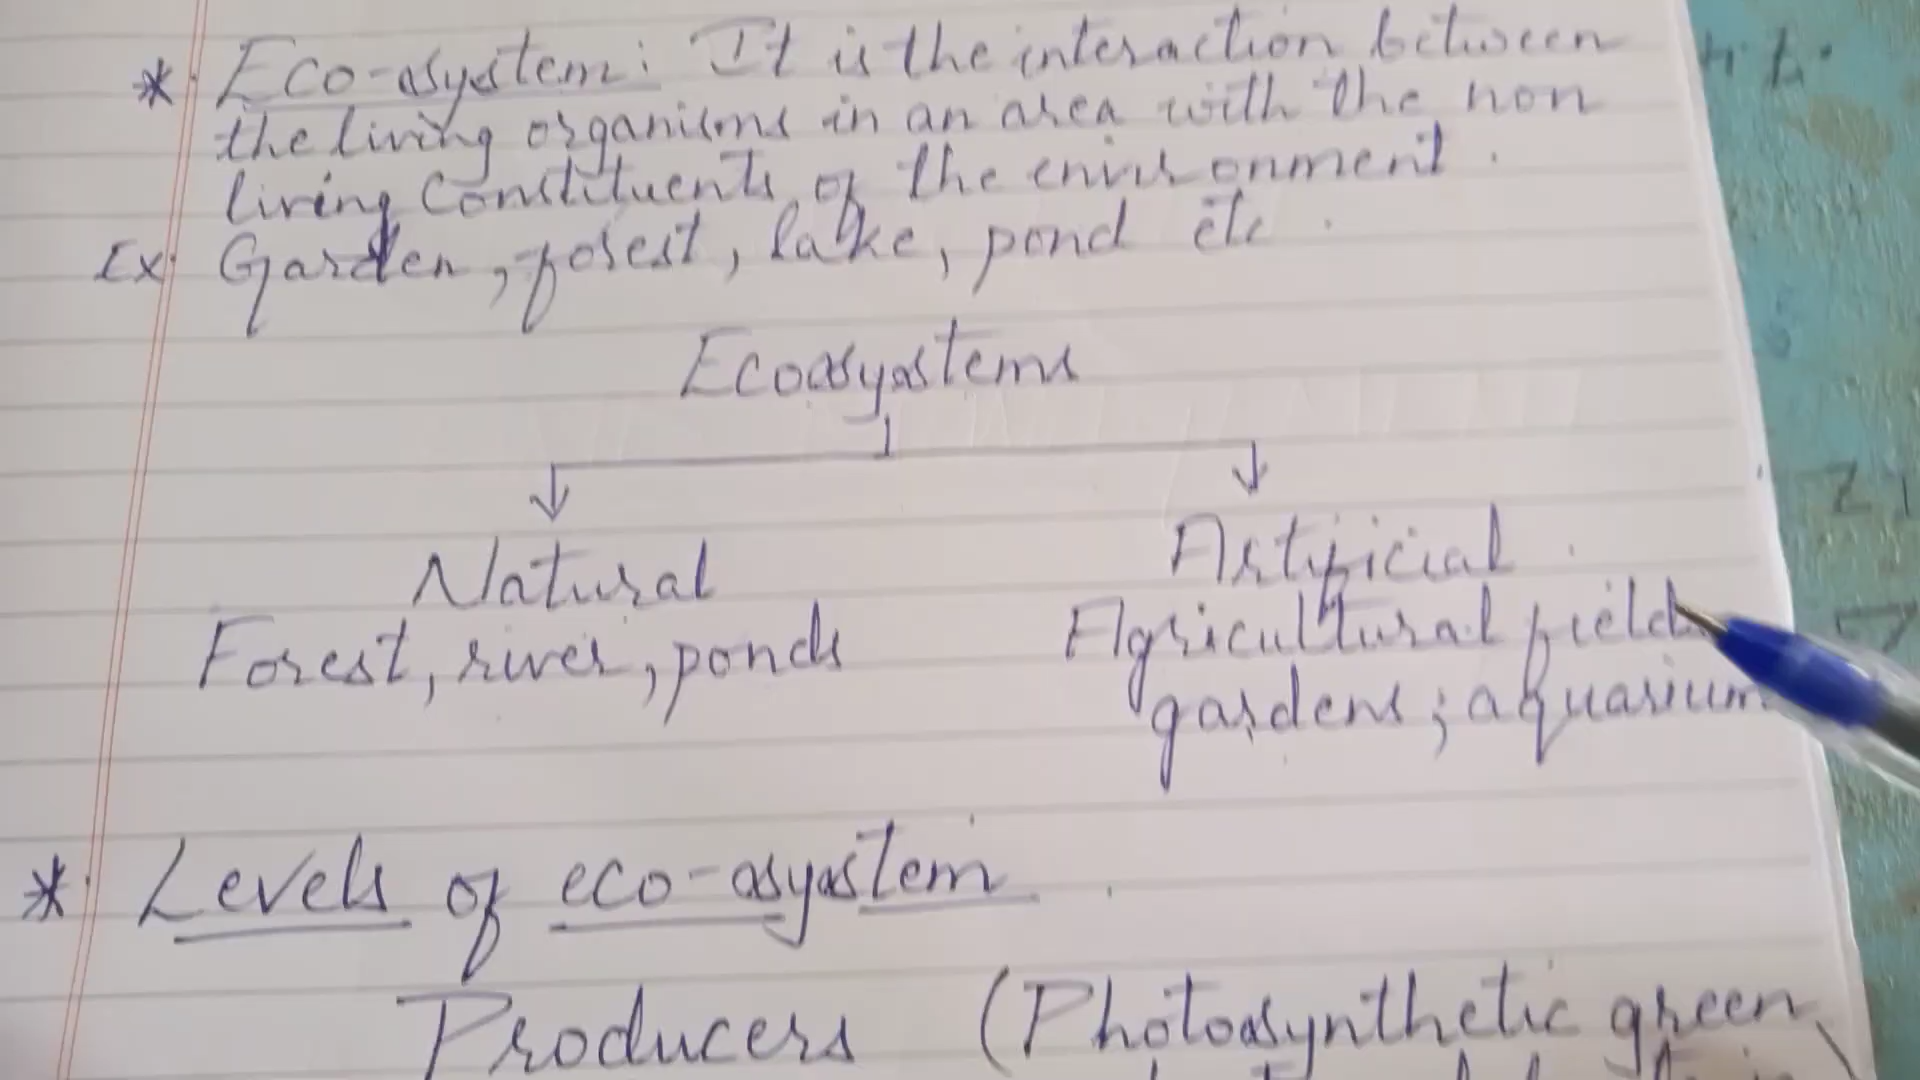 * Eco-system: It is the interaction between
the living organisms in an area with the non
living constituents of the environment.
Ex: Garden, forest, lake, pond etc.
Ecosystems
Natural
Artificial
Forest, river, ponds
Agricultural field
gardens, aquarium
* Levels of eco-system
Producers (Photosynthetic green